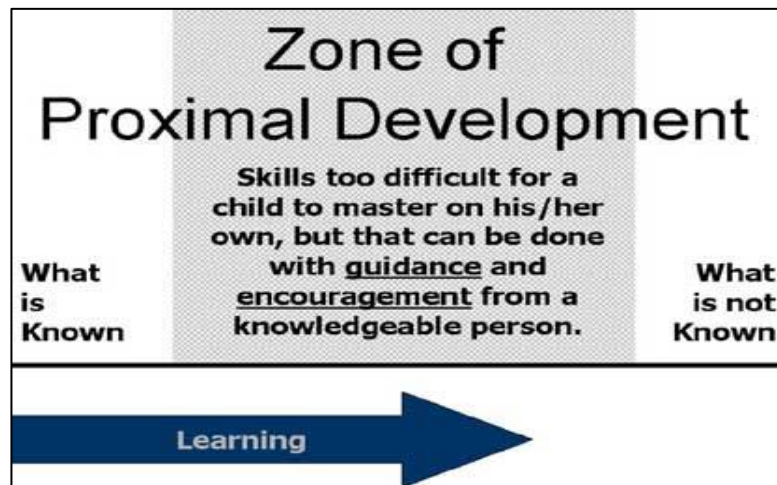 Zone of
Proximal Development
Skills too difficult for a
child to master on his/her
own, but that can be done
with guidance and
encouragement from a
knowledgeable person.
What
is
Known
What
is not
Known
Learning